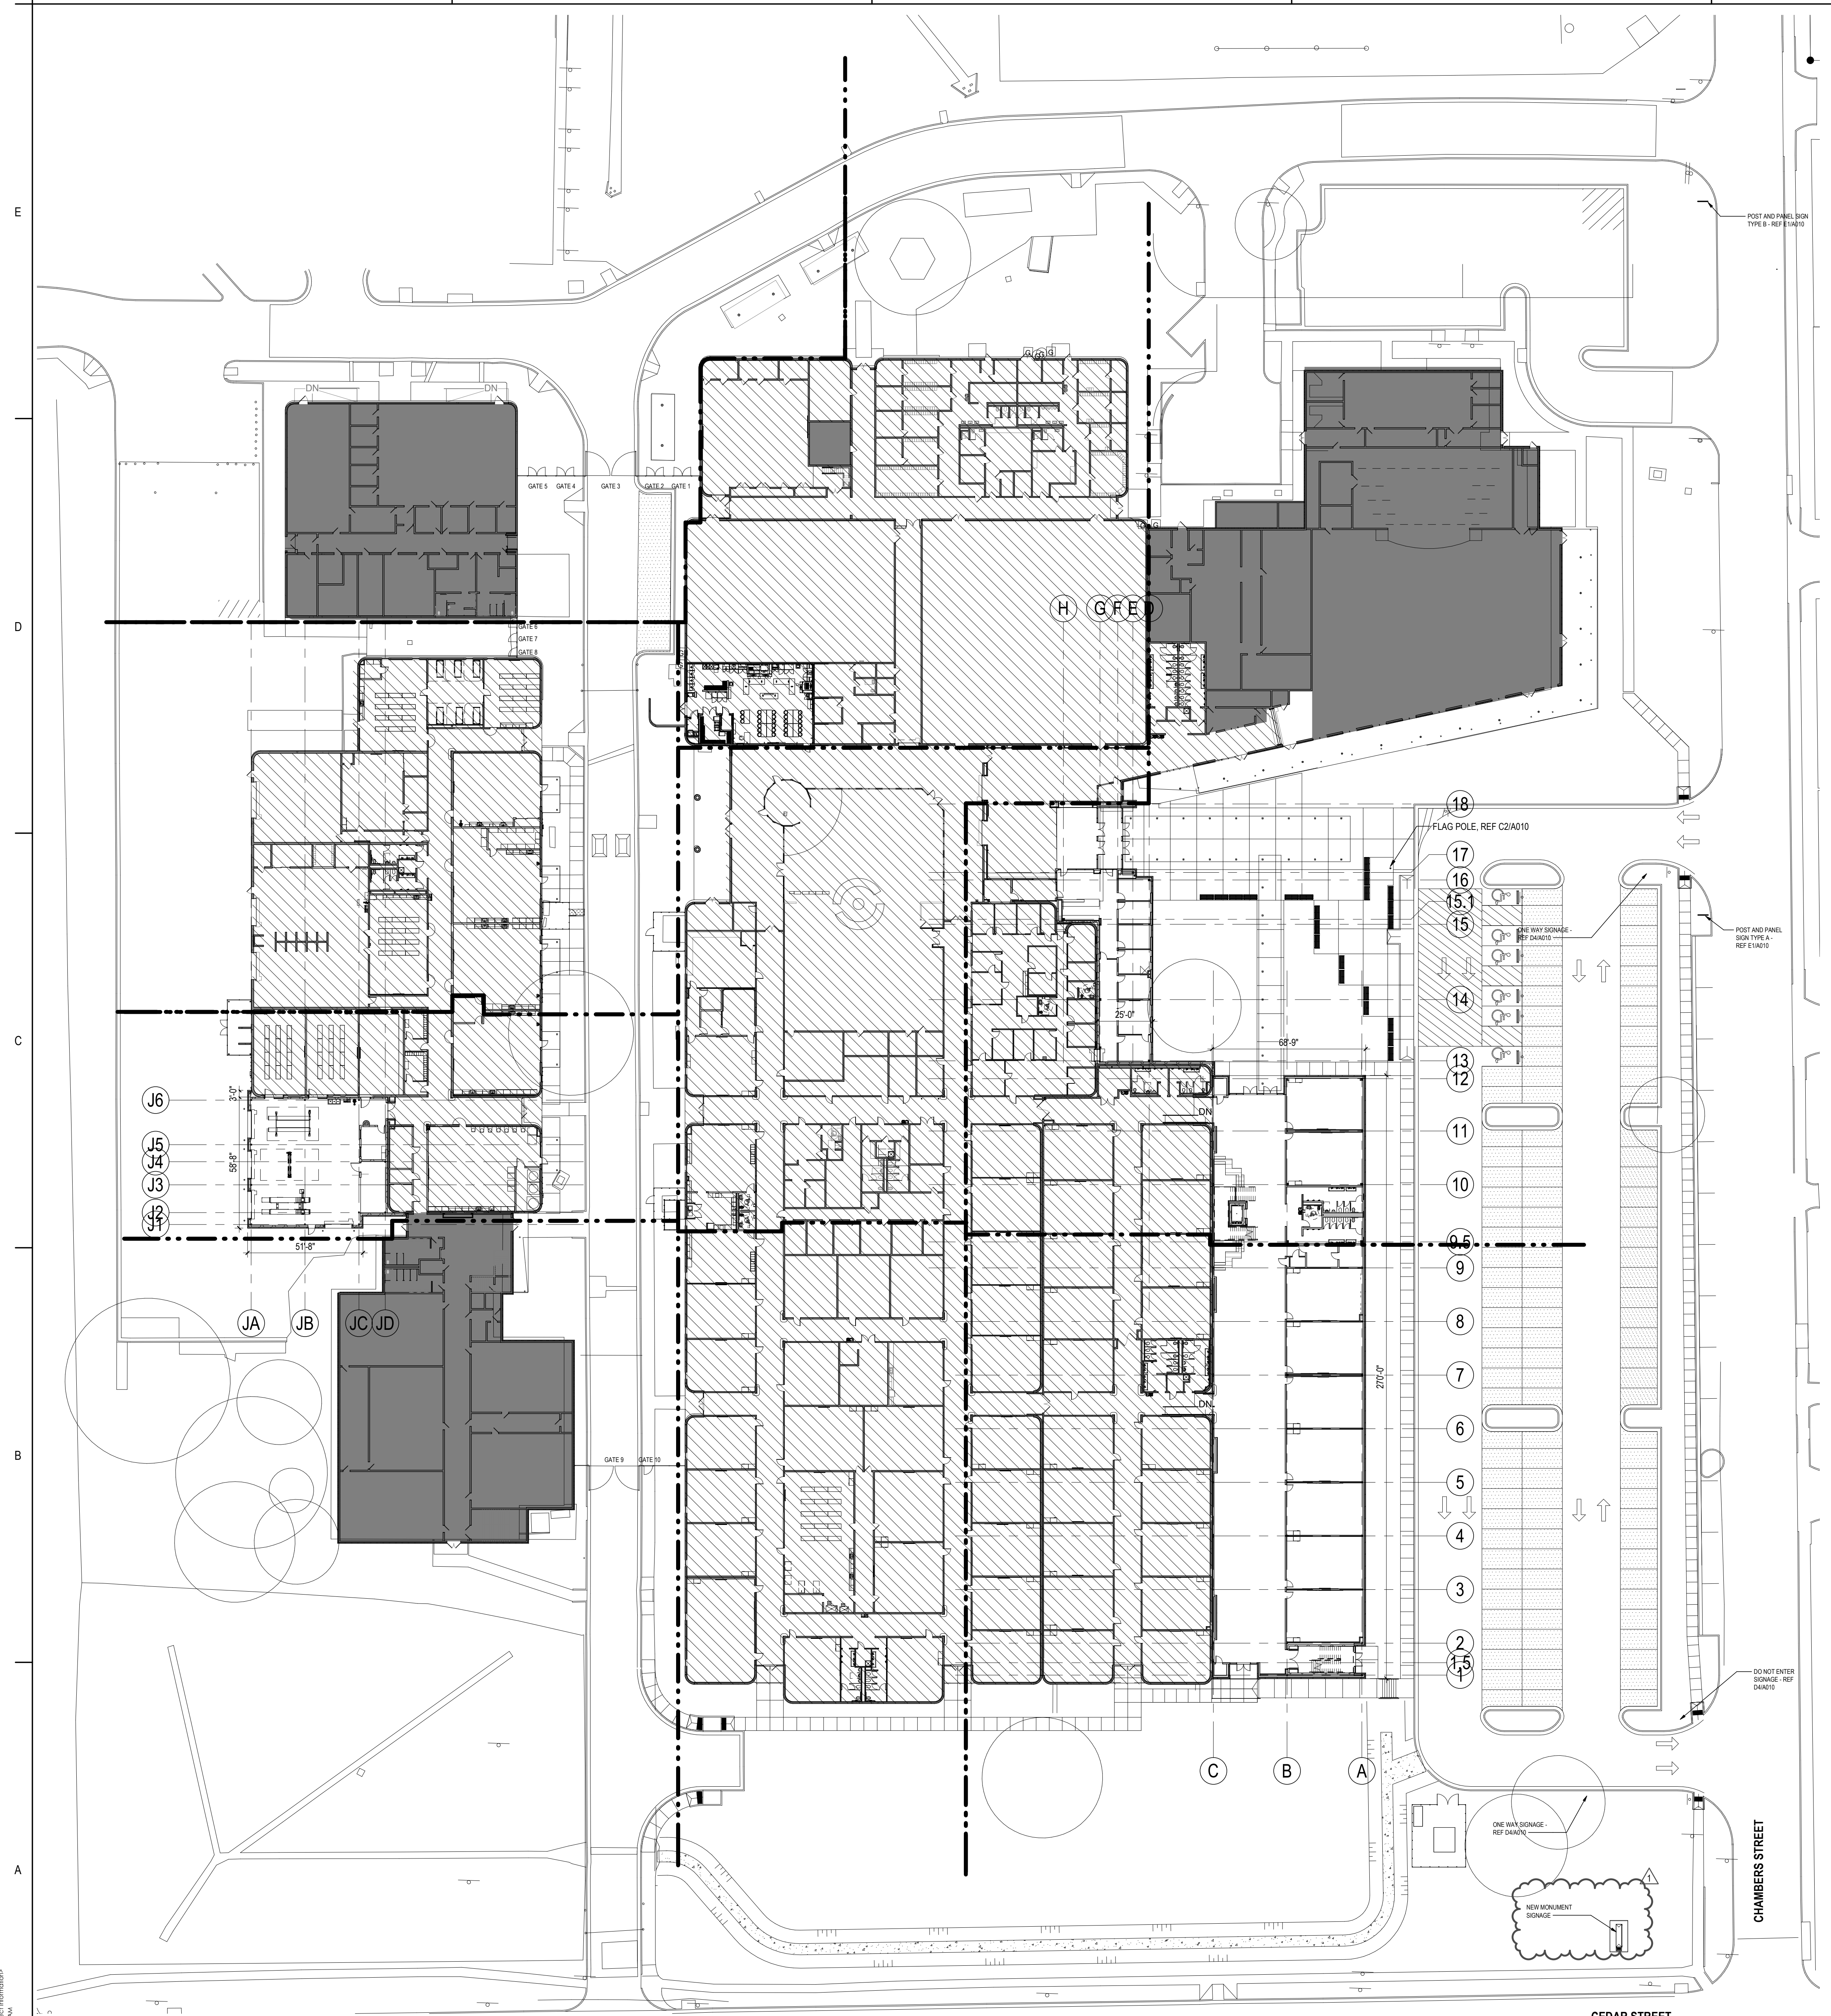 E
POST AND PANEL SIGN
TYPE B - REF E1/A010
G
G
G
G
DN
DN
GATE 5
GATE 4
GATE 3
GATE 2
GATE 1
G
G
D
H
G
F
E
D
GATE 6
GATE 7
GATE 8
18
FLAG POLE, REF C2/A010
17
16
15.1
15
ONE WAY SIGNAGE -
REF D4/A010
POST AND PANEL
SIGN TYPE A -
REF E1/A010
14
25'-0"
C
68'-9"
13
12
J6
3'-0"
DN
11
J5
J4
58'-8"
J3
10
J2
J1
51'-8"
9.5
9
JA
JB
JC
JD
8
7
270'-0"
DN
6
B
GATE 9
GATE 10
5
4
3
2
1.5
1
DO NOT ENTER
SIGNAGE - REF
D4/A010
C
B
A
ONE WAY SIGNAGE -
REF D4/A010
A
CHAMBERS STREET
1
NEW MONUMENT
SIGNAGE
CEDAR STREET